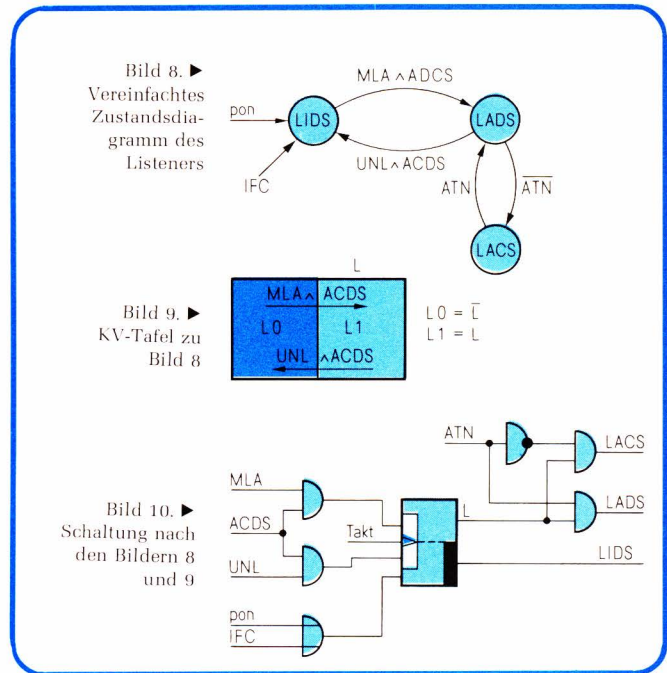 Bild 8. ►
Vereinfachtes
Zustandsdia-
gramm des
Listeners
pon
IFC
LIDS
MLA ∧ ADCS
UNL ∧ ACDS
LADS
ATN
A̅T̅N̅
LACS
Bild 9. ►
KV-Tafel zu
Bild 8
L
MLA ∧ ACDS
L0
L1
UNL ∧ ACDS
L0 = L̅
L1 = L
Bild 10. ►
Schaltung nach
den Bildern 8
und 9
MLA
ACDS
UNL
pon
IFC
Takt
ATN
L
LACS
LADS
LIDS